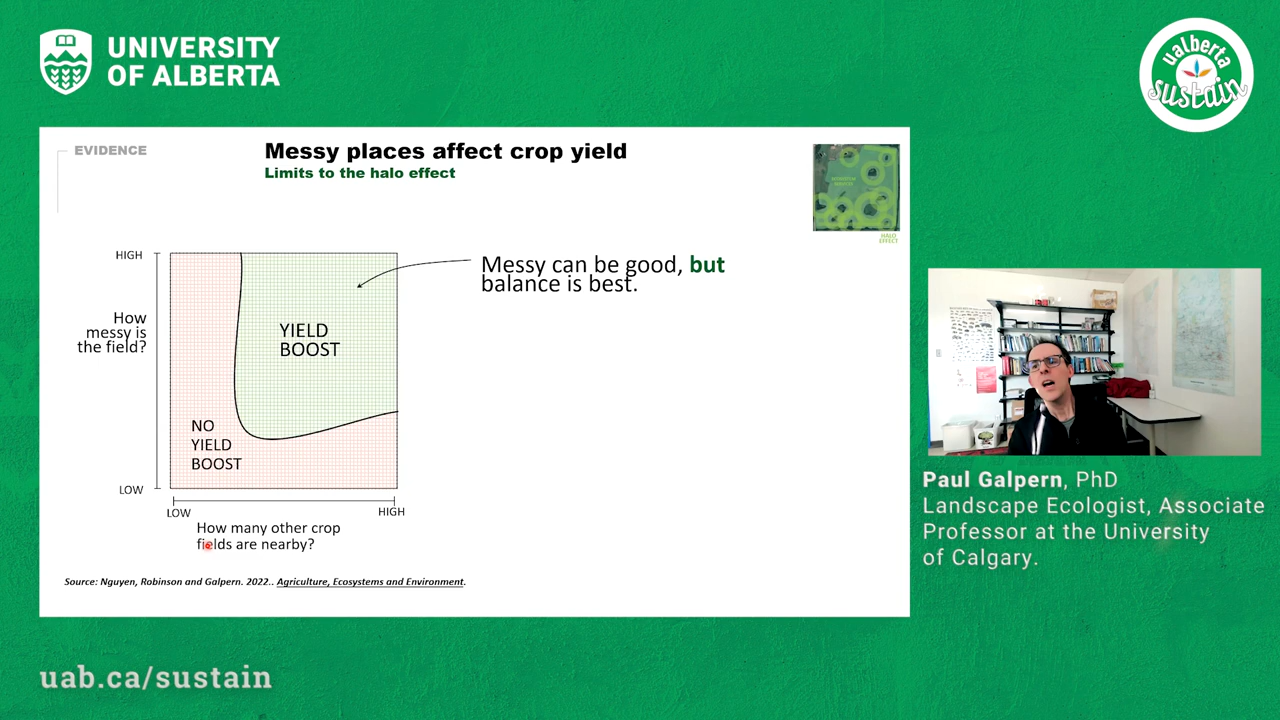 UNIVERSITY
OF ALBERTA
ualberta
sustain
EVIDENCE
Messy places affect crop yield
Limits to the halo effect
HALO
EFFECT
HIGH
How
messy is
the field?
LOW
YIELD
BOOST
NO
YIELD
BOOST
Messy can be good, but
balance is best.
LOW
HIGH
How many other crop
fields are nearby?
Source: Nguyen, Robinson and Galpern. 2022.. Agriculture, Ecosystems and Environment.
Paul Galpern, PhD
Landscape Ecologist, Associate
Professor at the University
of Calgary.
uab.ca/sustain